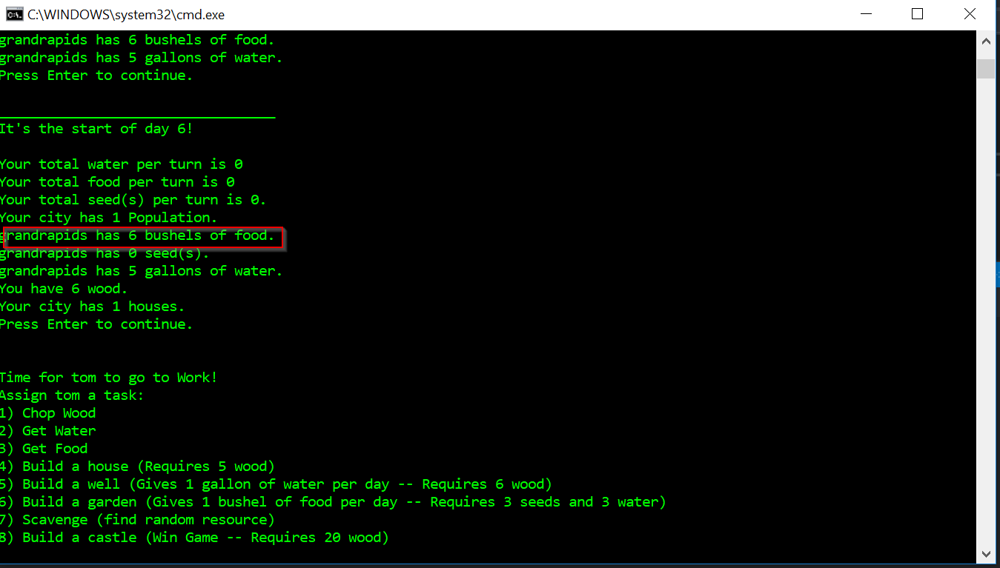 C:\WINDOWS\system32\cmd.exe
grandrapids has 6 bushels of food.
grandrapids has 5 gallons of water.
Press Enter to continue.
__________________________________
It's the start of day 6!
Your total water per turn is 0
Your total food per turn is 0
Your total seed(s) per turn is 0.
Your city has 1 Population.
grandrapids has 6 bushels of food.
grandrapids has 0 seed(s).
grandrapids has 5 gallons of water.
You have 6 wood.
Your city has 1 houses.
Press Enter to continue.
Time for tom to go to Work!
Assign tom a task:
1) Chop Wood
2) Get Water
3) Get Food
4) Build a house (Requires 5 wood)
5) Build a well (Gives 1 gallon of water per day -- Requires 6 wood)
6) Build a garden (Gives 1 bushel of food per day -- Requires 3 seeds and 3 water)
7) Scavenge (find random resource)
8) Build a castle (Win Game -- Requires 20 wood)